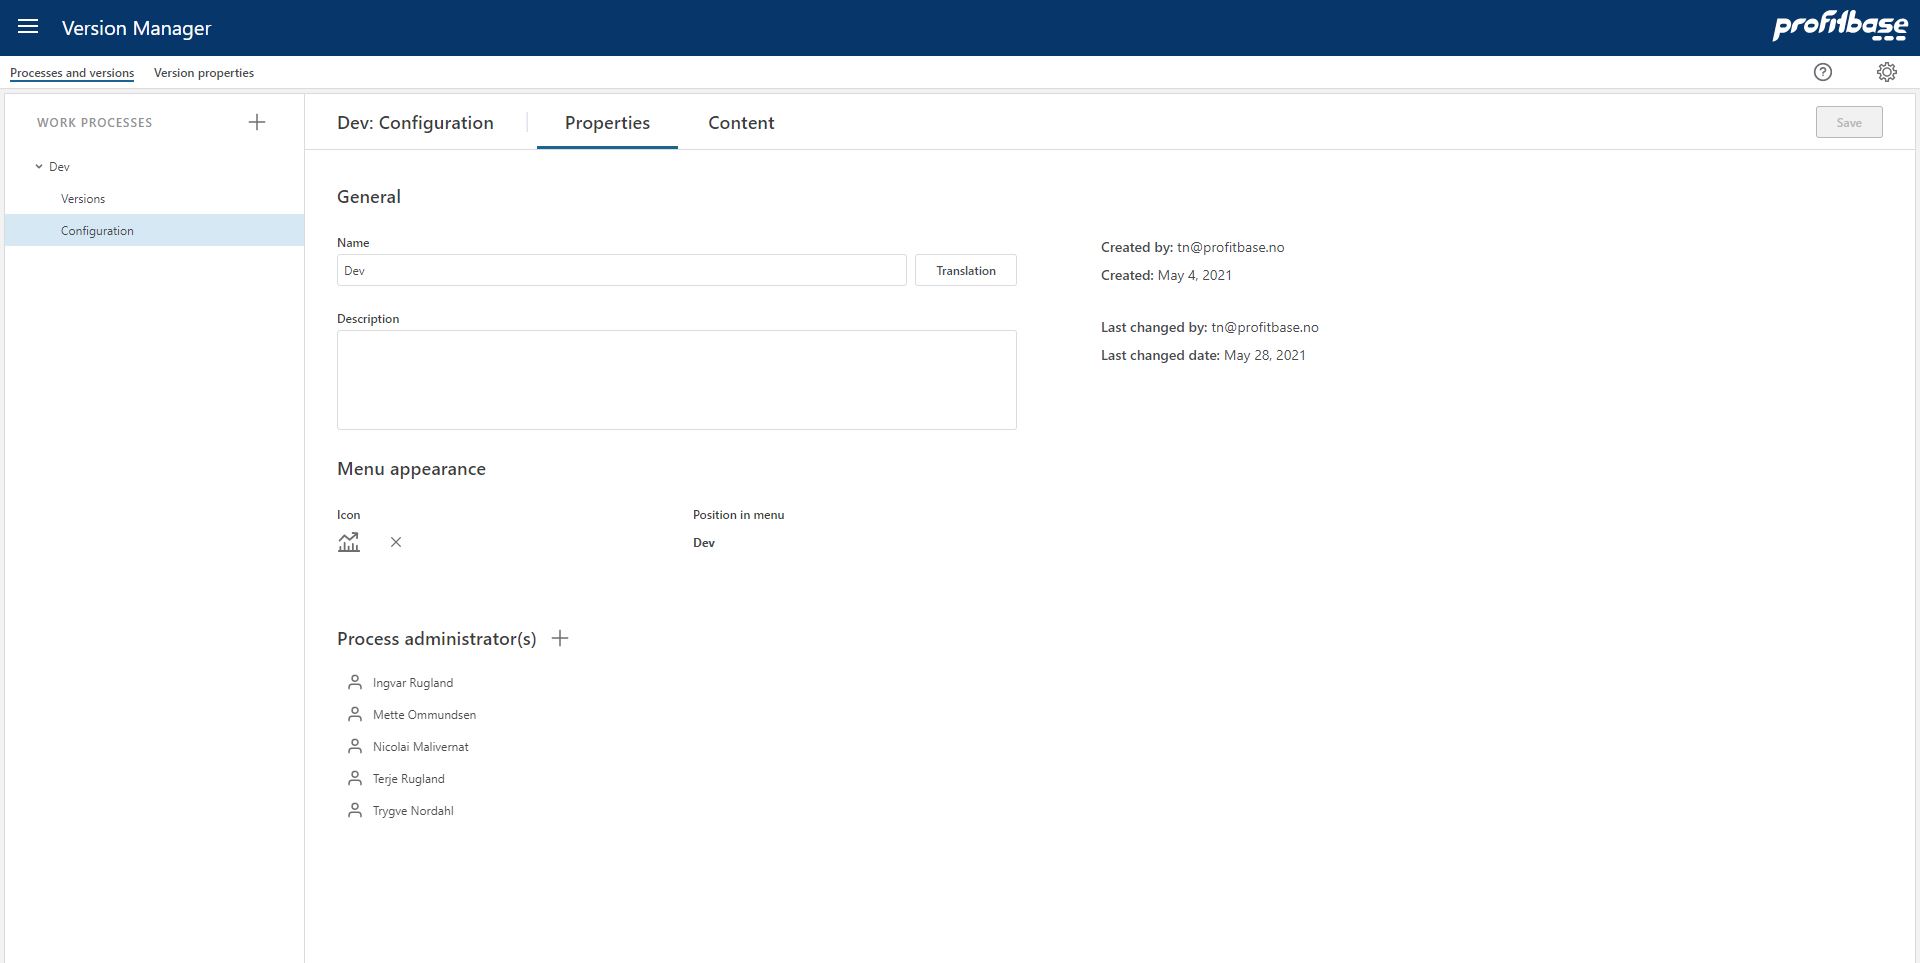 Version Manager
profitbase
Processes and versions
Version properties
WORK PROCESSES
Dev
Versions
Configuration
Dev: Configuration
Properties
Content
Save
General
Name
Dev
Translation
Description
Created by: tn@profitbase.no
Created: May 4, 2021
Last changed by: tn@profitbase.no
Last changed date: May 28, 2021
Menu appearance
Icon
Position in menu
Dev
Process administrator(s)
Ingvar Rugland
Mette Ommundsen
Nicolai Malivernat
Terje Rugland
Trygve Nordahl